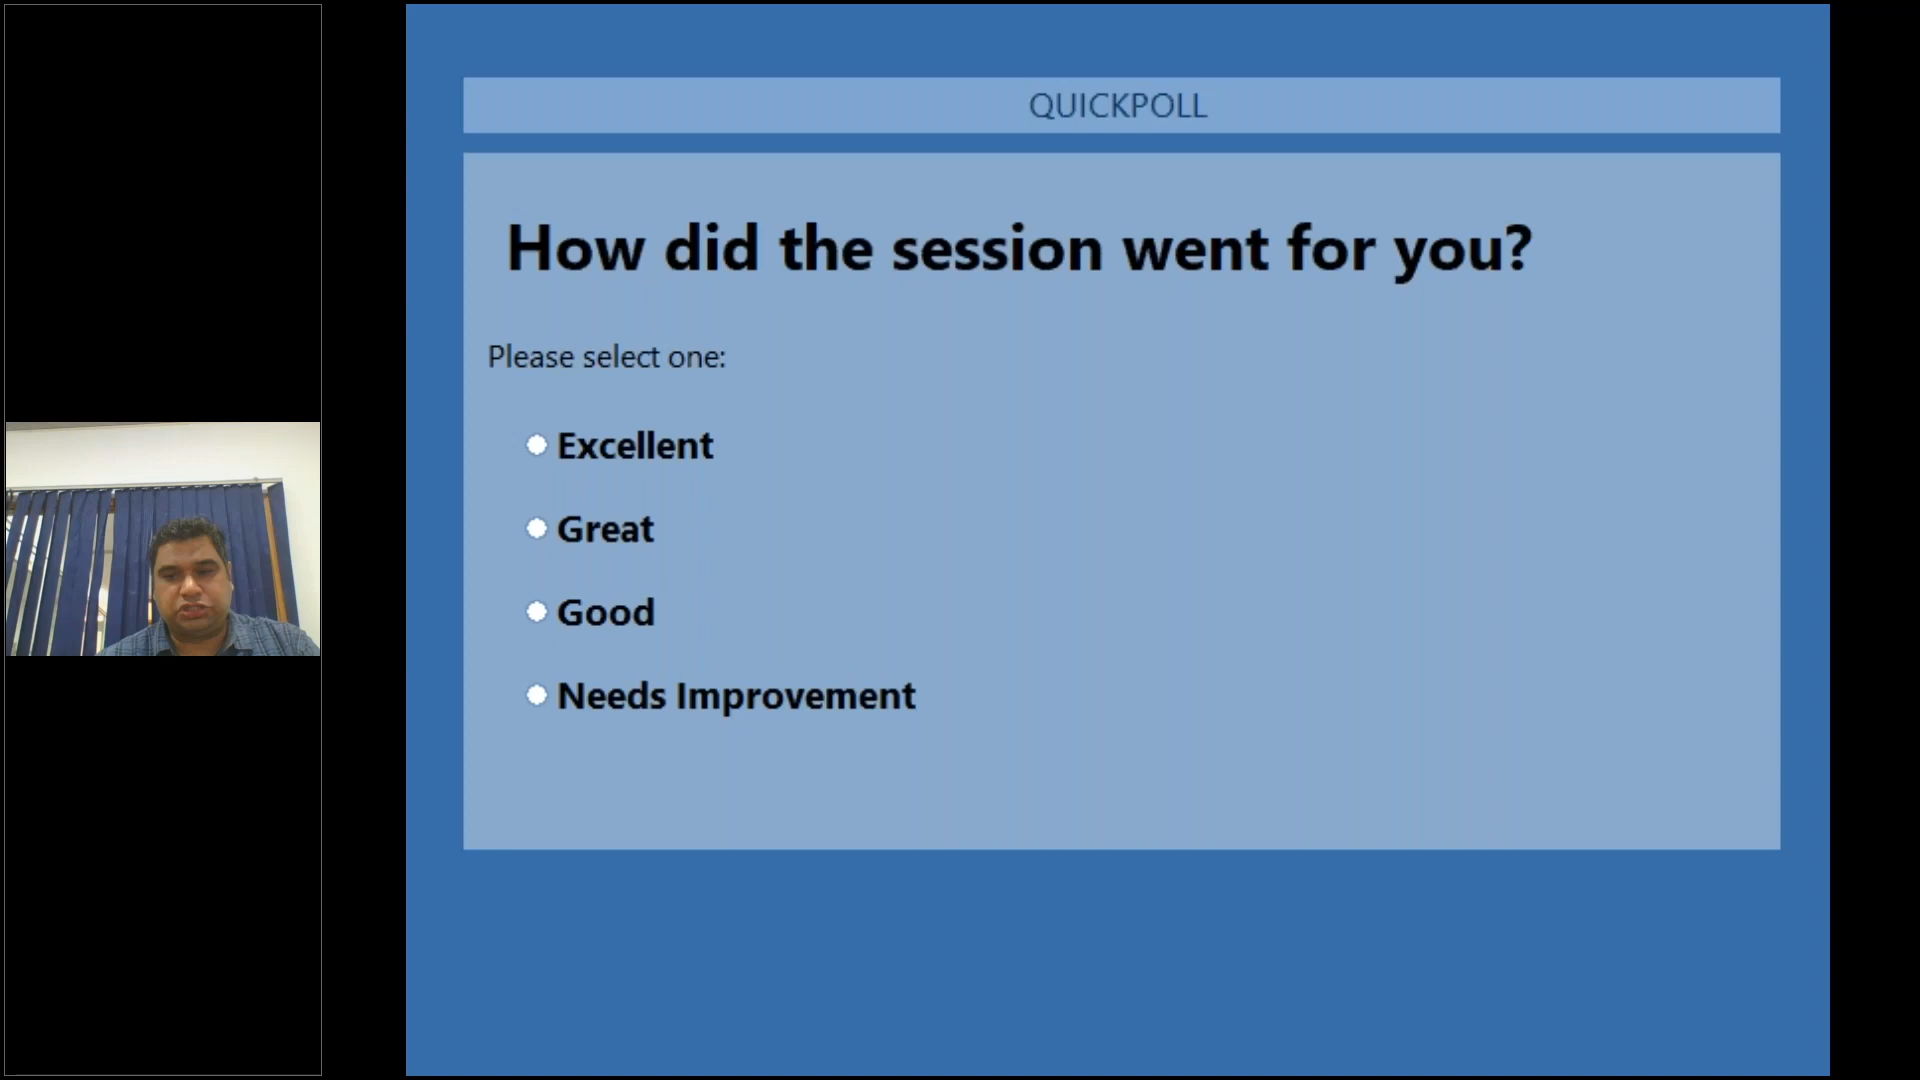 QUICKPOLL
How did the session went for you?
Please select one:
Excellent
Great
Good
Needs Improvement